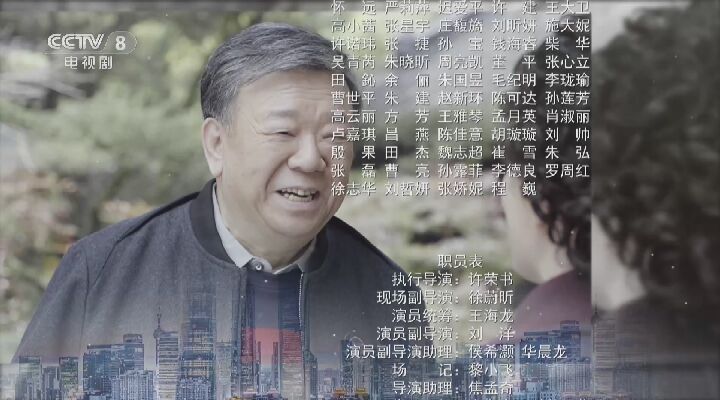 怀 远 严莉萍 招爱平 许 建 王大卫
高小茜 张星宇 庄馥旖 刘昕妍 施大妮
CCTV 8
电视剧
许诺玮 张 捷 孙 宝 钱海蓉 柴 华
吴青芮 朱晓昕 周亮凯 董 平 张心立
田 鈊 余 俪 朱国昱 毛纪明 李珑瑜
曹世平 朱 建 赵新环 陈可达 孙莲芳
高云丽 方 芳 王雅琴 孟月英 肖淑丽
卢嘉琪 昌 燕 陈佳意 胡璇璇 刘 帅
殷 果 田 杰 魏志超 崔 雪 朱 弘
张 磊 曹 亮 孙霏菲 李德良 罗周红
徐志华 刘哲妍 张娇妮 程 巍
职员表
执行导演：许荣书
现场副导演：徐蔚昕
演员统筹：王海龙
演员副导演：刘 洋
演员副导演助理：侯希灏 华晨龙
场 记：黎小飞
导演助理：焦孟奇